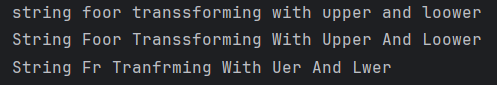 string foor transsforming with upper and loower
String Foor Transsforming With Upper And Loower
String Fr Tranfrming With Uer And Lwer